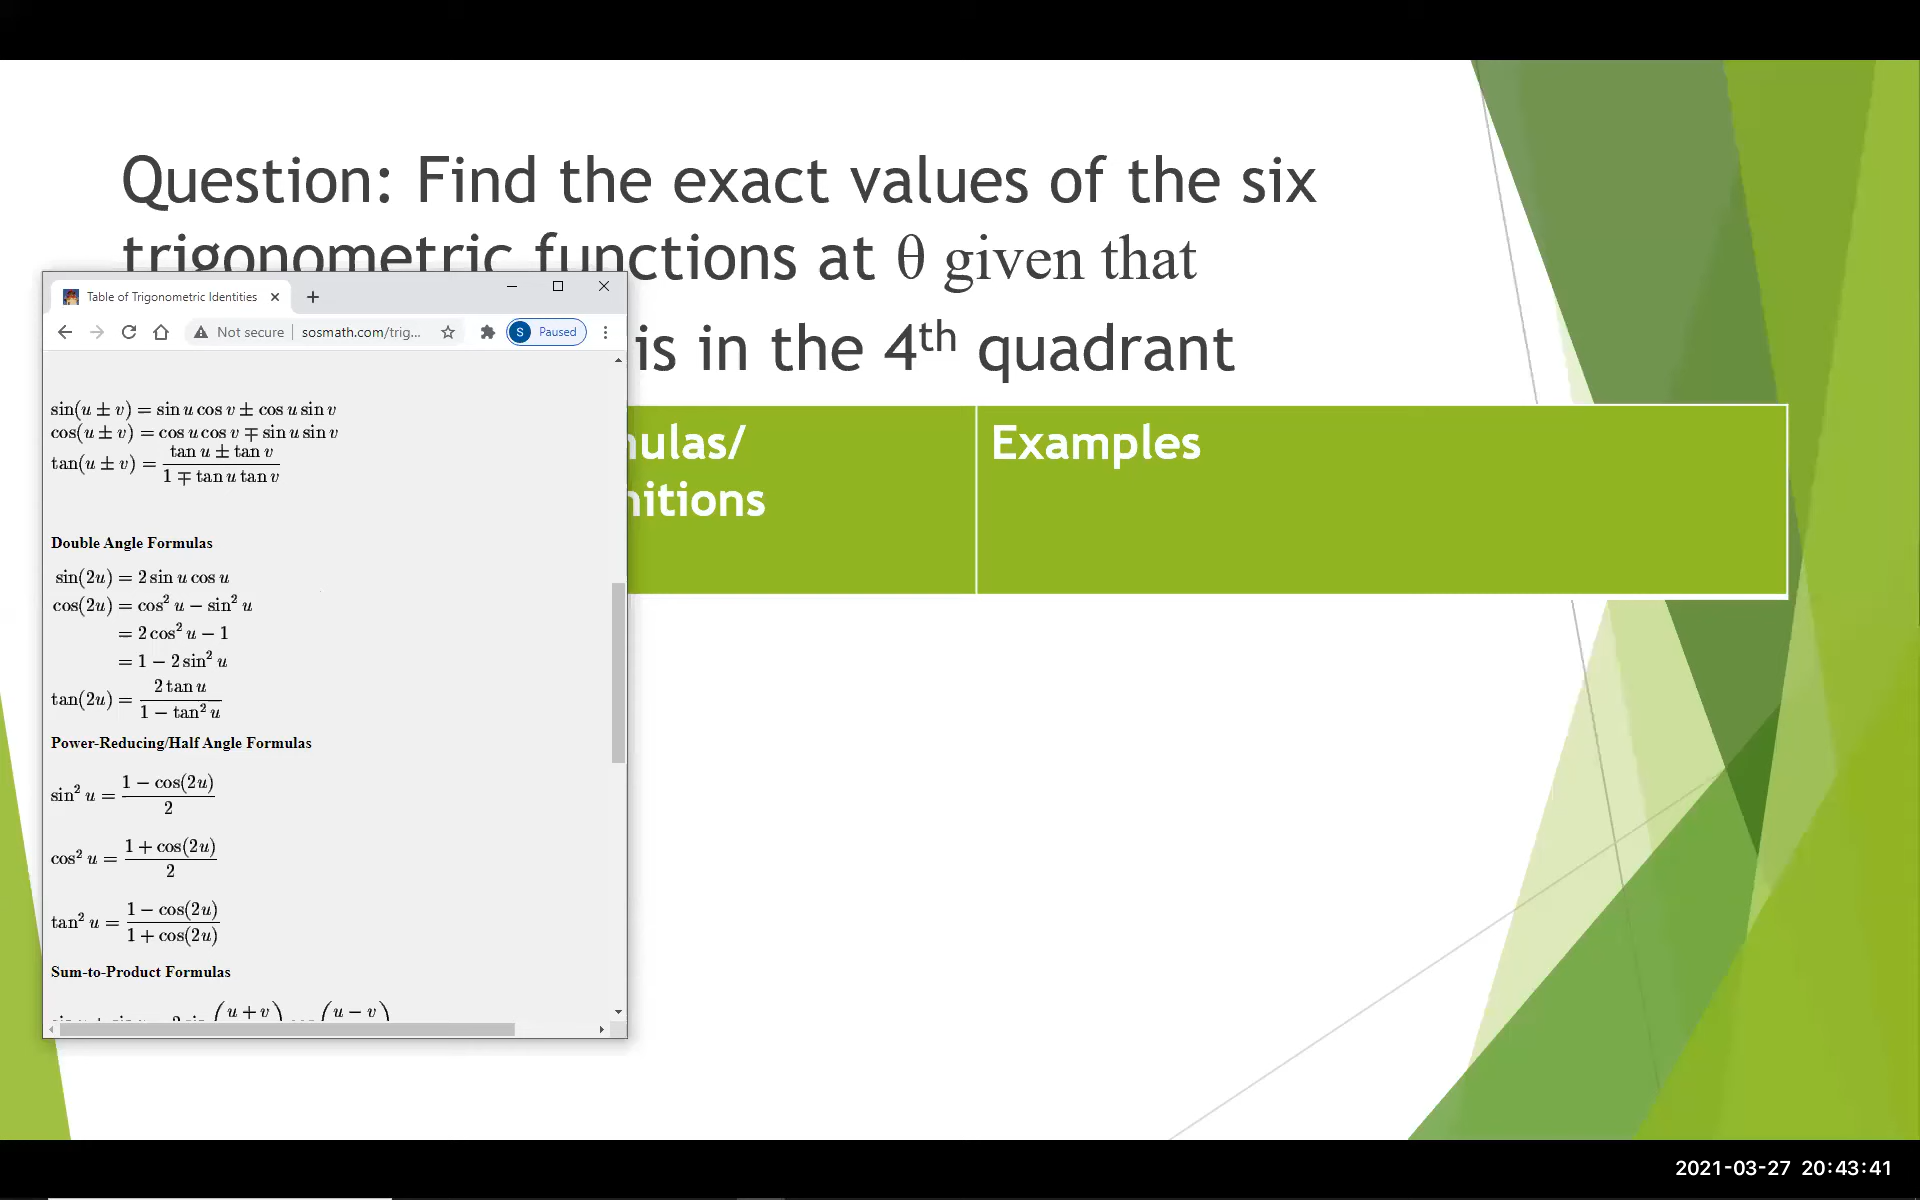 Question: Find the exact values of the six
trigonometric functions at θ given that
is in the 4th quadrant
Table of Trigonometric Identities
Not secure | sosmath.com/trig...
S Paused
sin(u ± v) = sin u cos v ± cos u sin v
cos(u ± v) = cos u cos v ∓ sin u sin v
tan(u ± v) = (tan u ± tan v)/(1 ∓ tan u tan v)
Double Angle Formulas
sin(2u) = 2 sin u cos u
cos(2u) = cos² u − sin² u
= 2 cos² u − 1
= 1 − 2 sin² u
tan(2u) = 2 tan u/(1 − tan² u)
Power-Reducing/Half Angle Formulas
sin² u = (1 − cos(2u))/2
cos² u = (1 + cos(2u))/2
tan² u = (1 − cos(2u))/(1 + cos(2u))
Sum-to-Product Formulas
(u + v) (u − v)
mulas/
nitions
Examples
2021-03-27 20:43:41